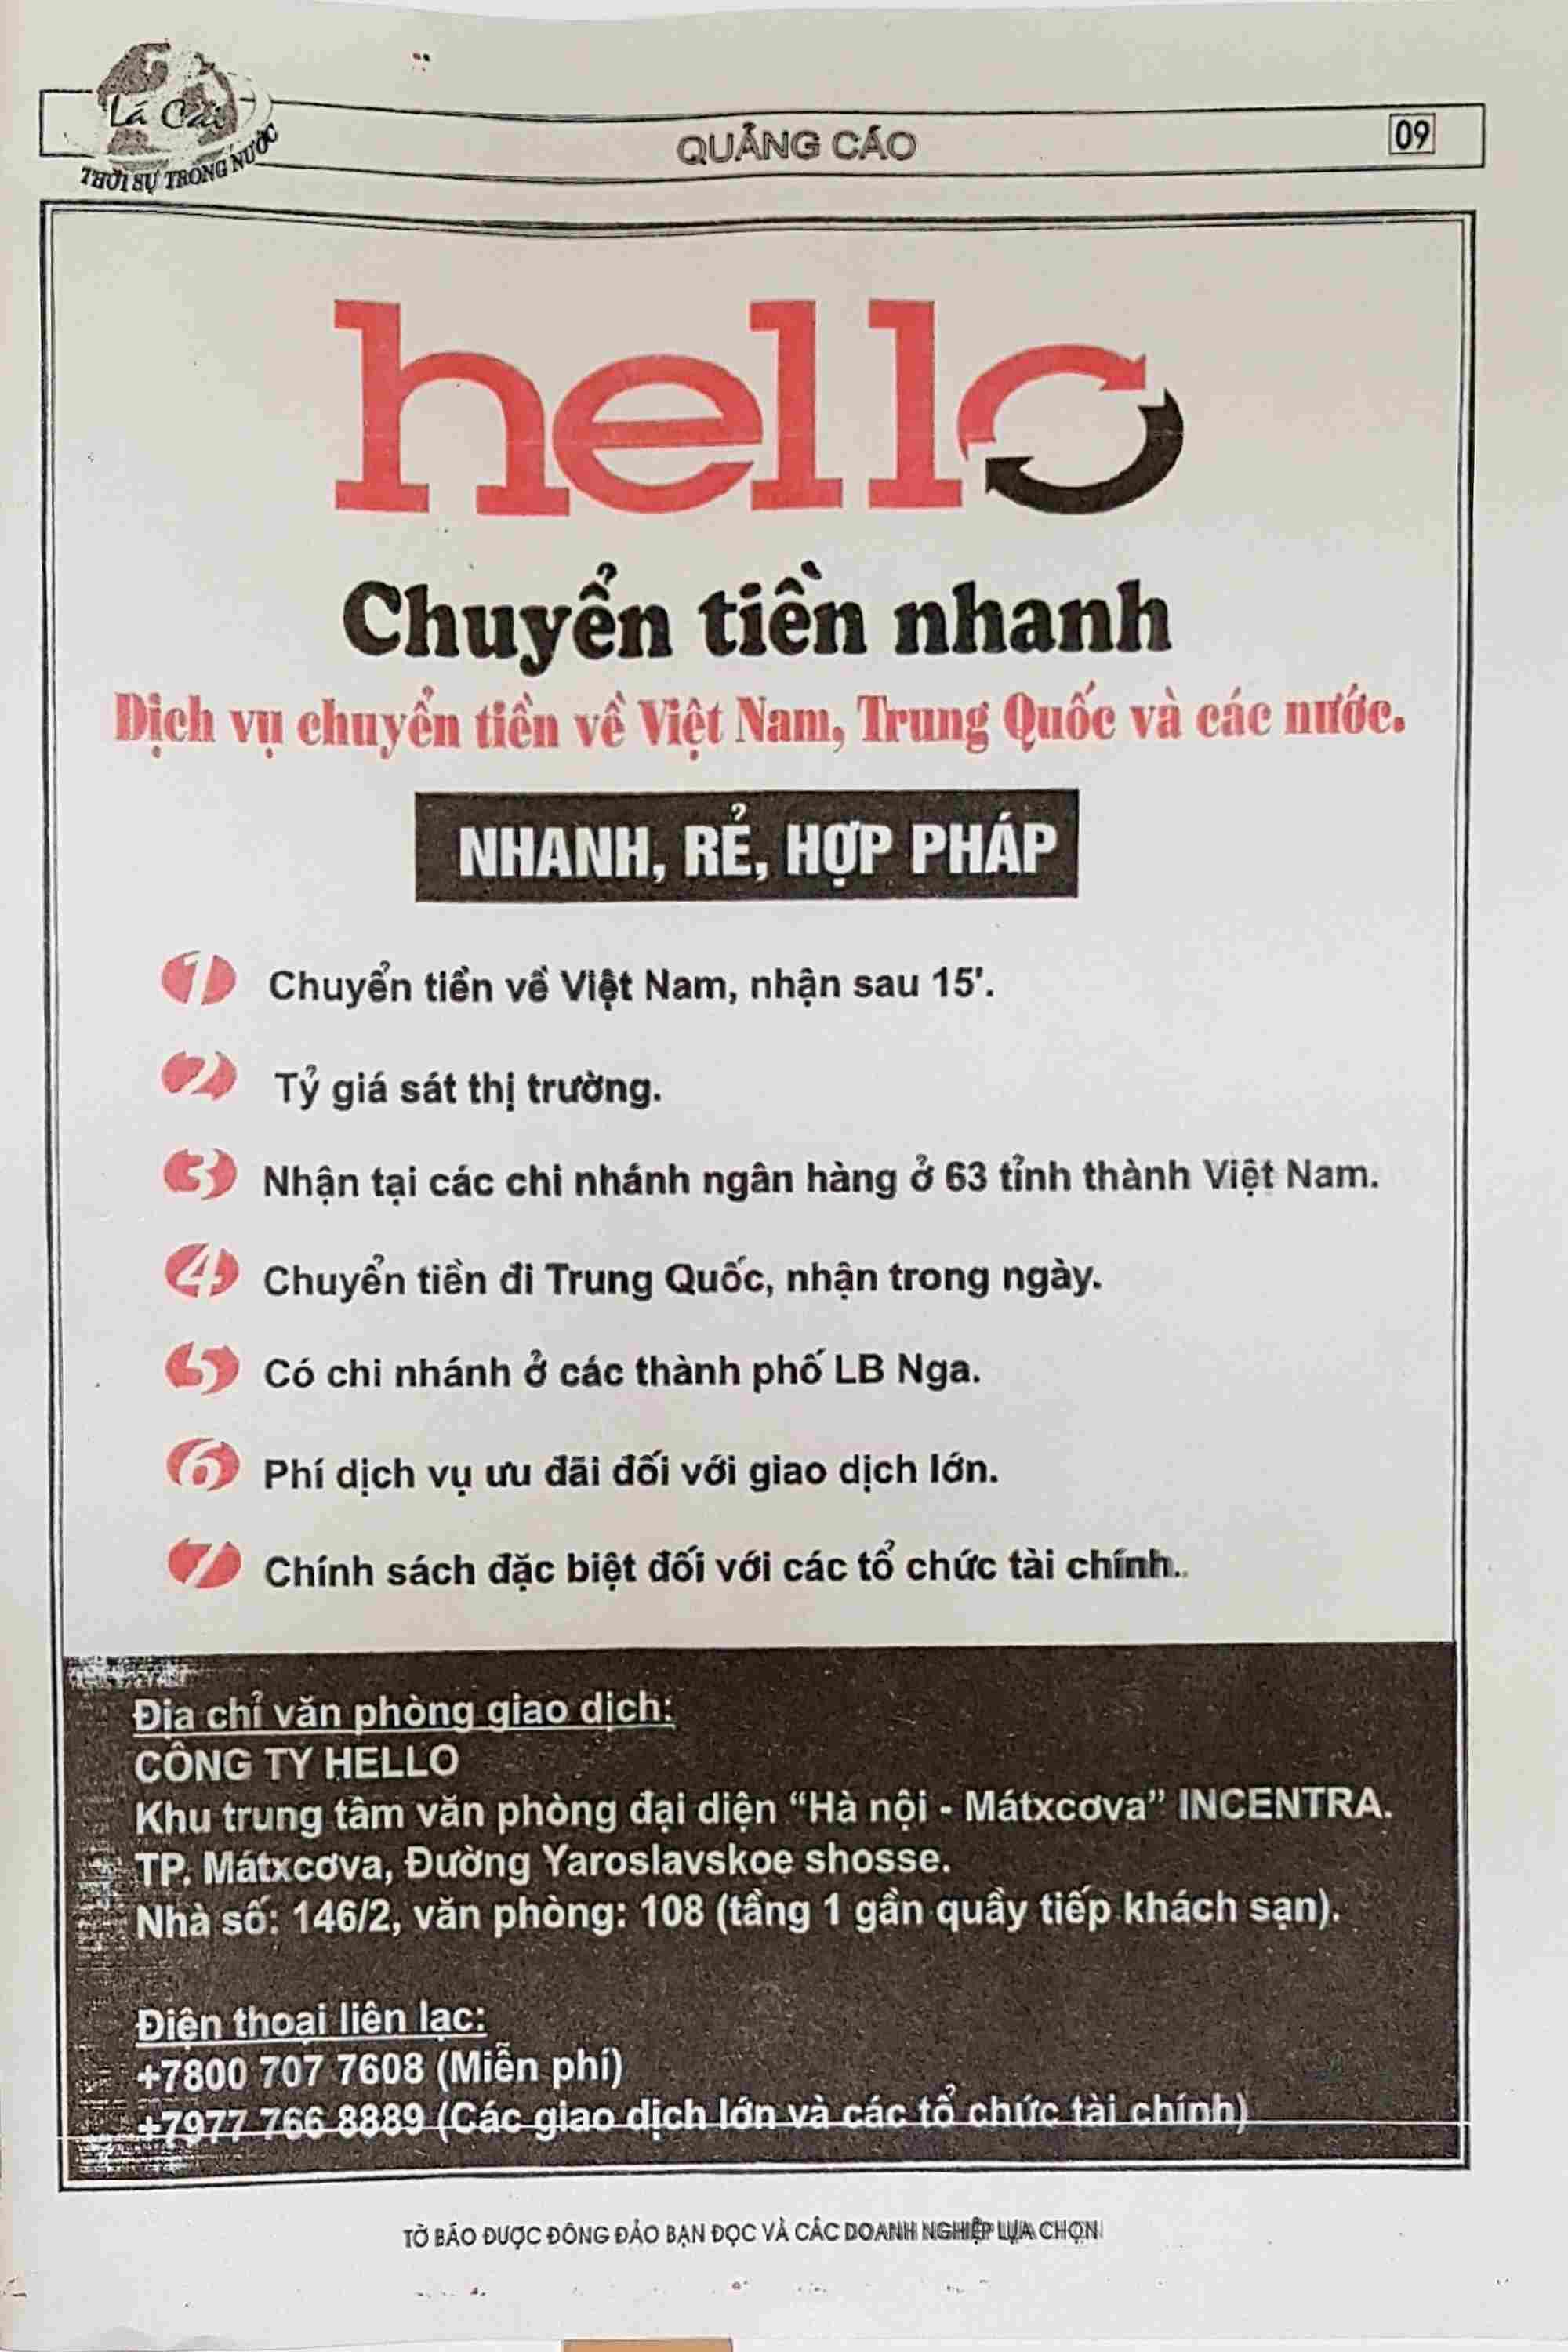 Lá Cải
THỜI SỰ TRONG NƯỚC
QUẢNG CÁO
09
hello
Chuyển tiền nhanh
Dịch vụ chuyển tiền về Việt Nam, Trung Quốc và các nước.
NHANH, RẺ, HỢP PHÁP
1 Chuyển tiền về Việt Nam, nhận sau 15'.
2 Tỷ giá sát thị trường.
3 Nhận tại các chi nhánh ngân hàng ở 63 tỉnh thành Việt Nam.
4 Chuyển tiền đi Trung Quốc, nhận trong ngày.
5 Có chi nhánh ở các thành phố LB Nga.
6 Phí dịch vụ ưu đãi đối với giao dịch lớn.
7 Chính sách đặc biệt đối với các tổ chức tài chính..
Địa chỉ văn phòng giao dịch:
CÔNG TY HELLO
Khu trung tâm văn phòng đại diện “Hà nội - Mátxcơva” INCENTRA.
TP. Mátxcơva, Đường Yaroslavskoe shosse.
Nhà số: 146/2, văn phòng: 108 (tầng 1 gần quầy tiếp khách sạn).
Điện thoại liên lạc:
+7800 707 7608 (Miễn phí)
+7977 766 8889 (Các giao dịch lớn và các tổ chức tài chính)
TỜ BÁO ĐƯỢC ĐÔNG ĐẢO BẠN ĐỌC VÀ CÁC DOANH NGHIỆP LỰA CHỌN